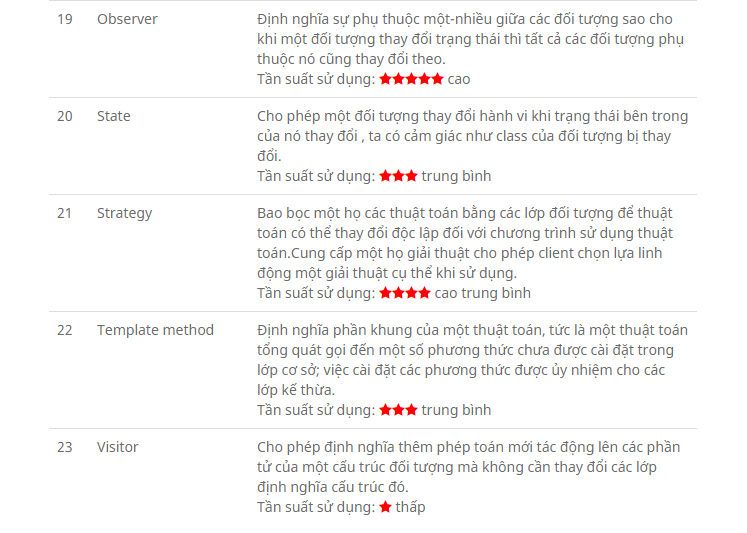 19 Observer Định nghĩa sự phụ thuộc một-nhiều giữa các đối tượng sao cho
khi một đối tượng thay đổi trạng thái thì tất cả các đối tượng phụ
thuộc nó cũng thay đổi theo.
Tần suất sử dụng: ★★★★★ cao
20 State Cho phép một đối tượng thay đổi hành vi khi trạng thái bên trong
của nó thay đổi , ta có cảm giác như class của đối tượng bị thay
đổi.
Tần suất sử dụng: ★★★ trung bình
21 Strategy Bao bọc một họ các thuật toán bằng các lớp đối tượng để thuật
toán có thể thay đổi độc lập đối với chương trình sử dụng thuật
toán.Cung cấp một họ giải thuật cho phép client chọn lựa linh
động một giải thuật cụ thể khi sử dụng.
Tần suất sử dụng: ★★★★ cao trung bình
22 Template method Định nghĩa phần khung của một thuật toán, tức là một thuật toán
tổng quát gọi đến một số phương thức chưa được cài đặt trong
lớp cơ sở; việc cài đặt các phương thức được ủy nhiệm cho các
lớp kế thừa.
Tần suất sử dụng: ★★★ trung bình
23 Visitor Cho phép định nghĩa thêm phép toán mới tác động lên các phần
tử của một cấu trúc đối tượng mà không cần thay đổi các lớp
định nghĩa cấu trúc đó.
Tần suất sử dụng: ★ thấp